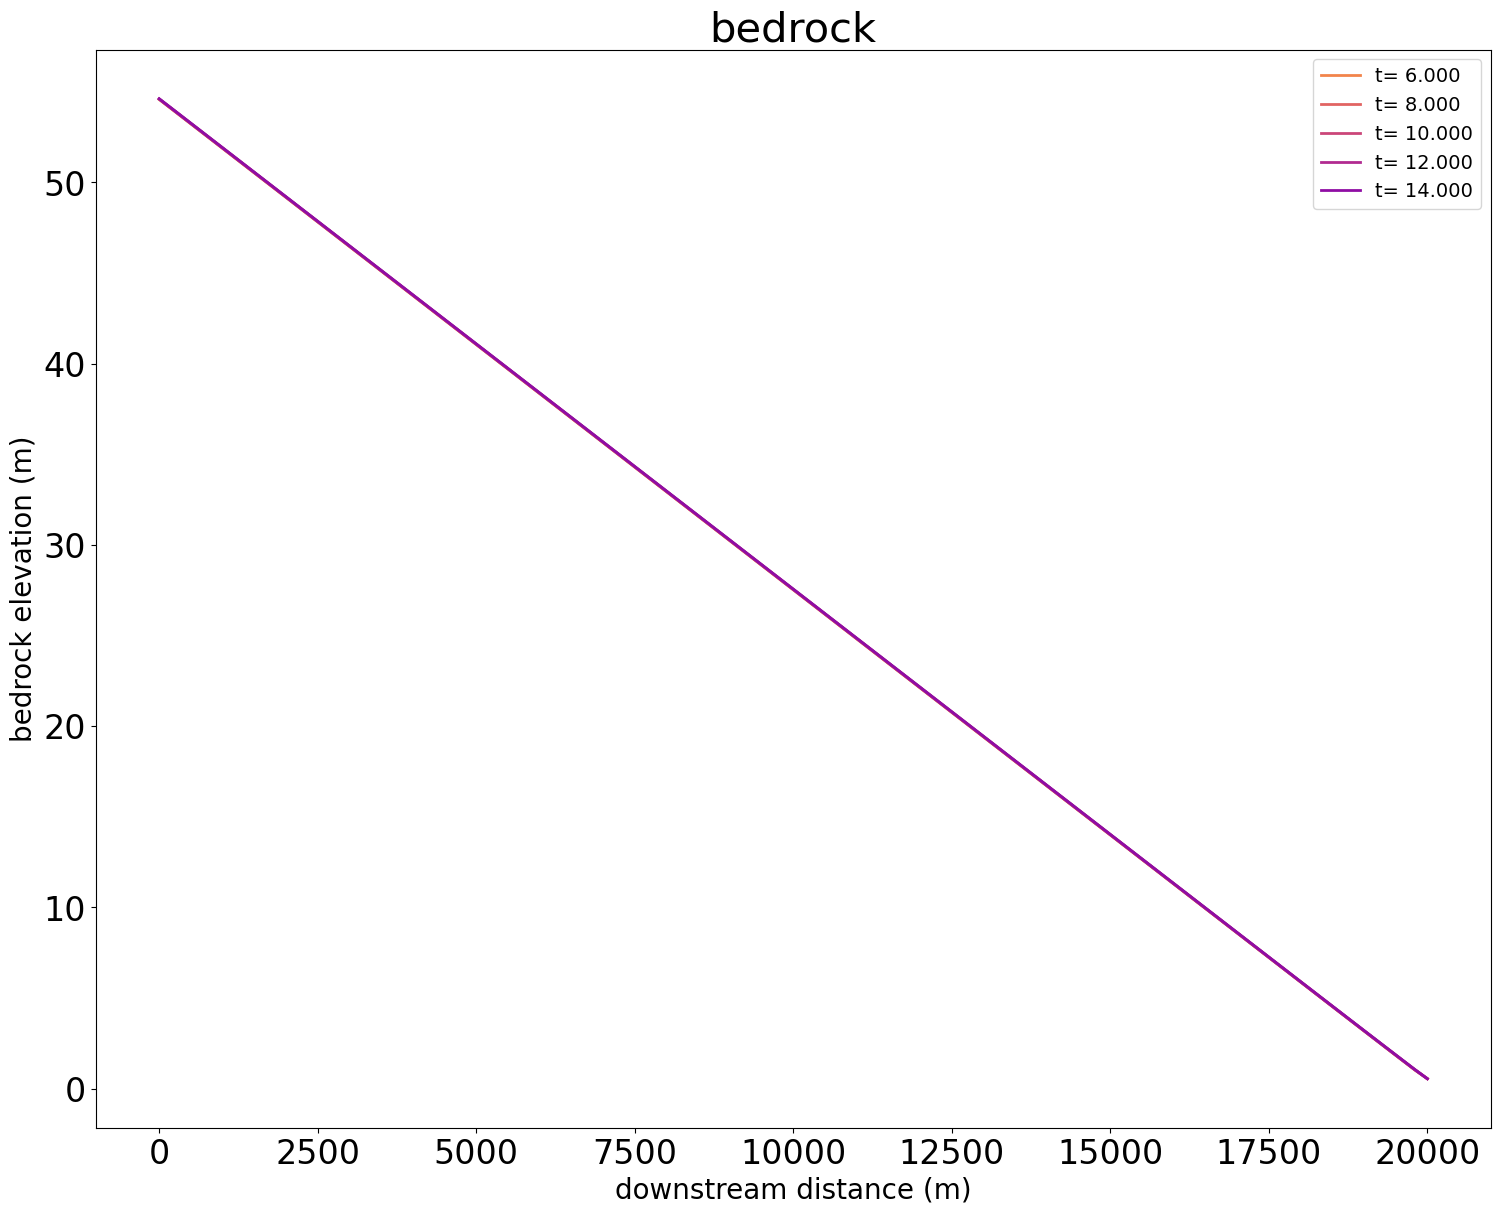 bedrock
t= 6.000
t= 8.000
t= 10.000
t= 12.000
t= 14.000
bedrock elevation (m)
50
40
30
20
10
0
0 2500 5000 7500 10000 12500 15000 17500 20000
downstream distance (m)